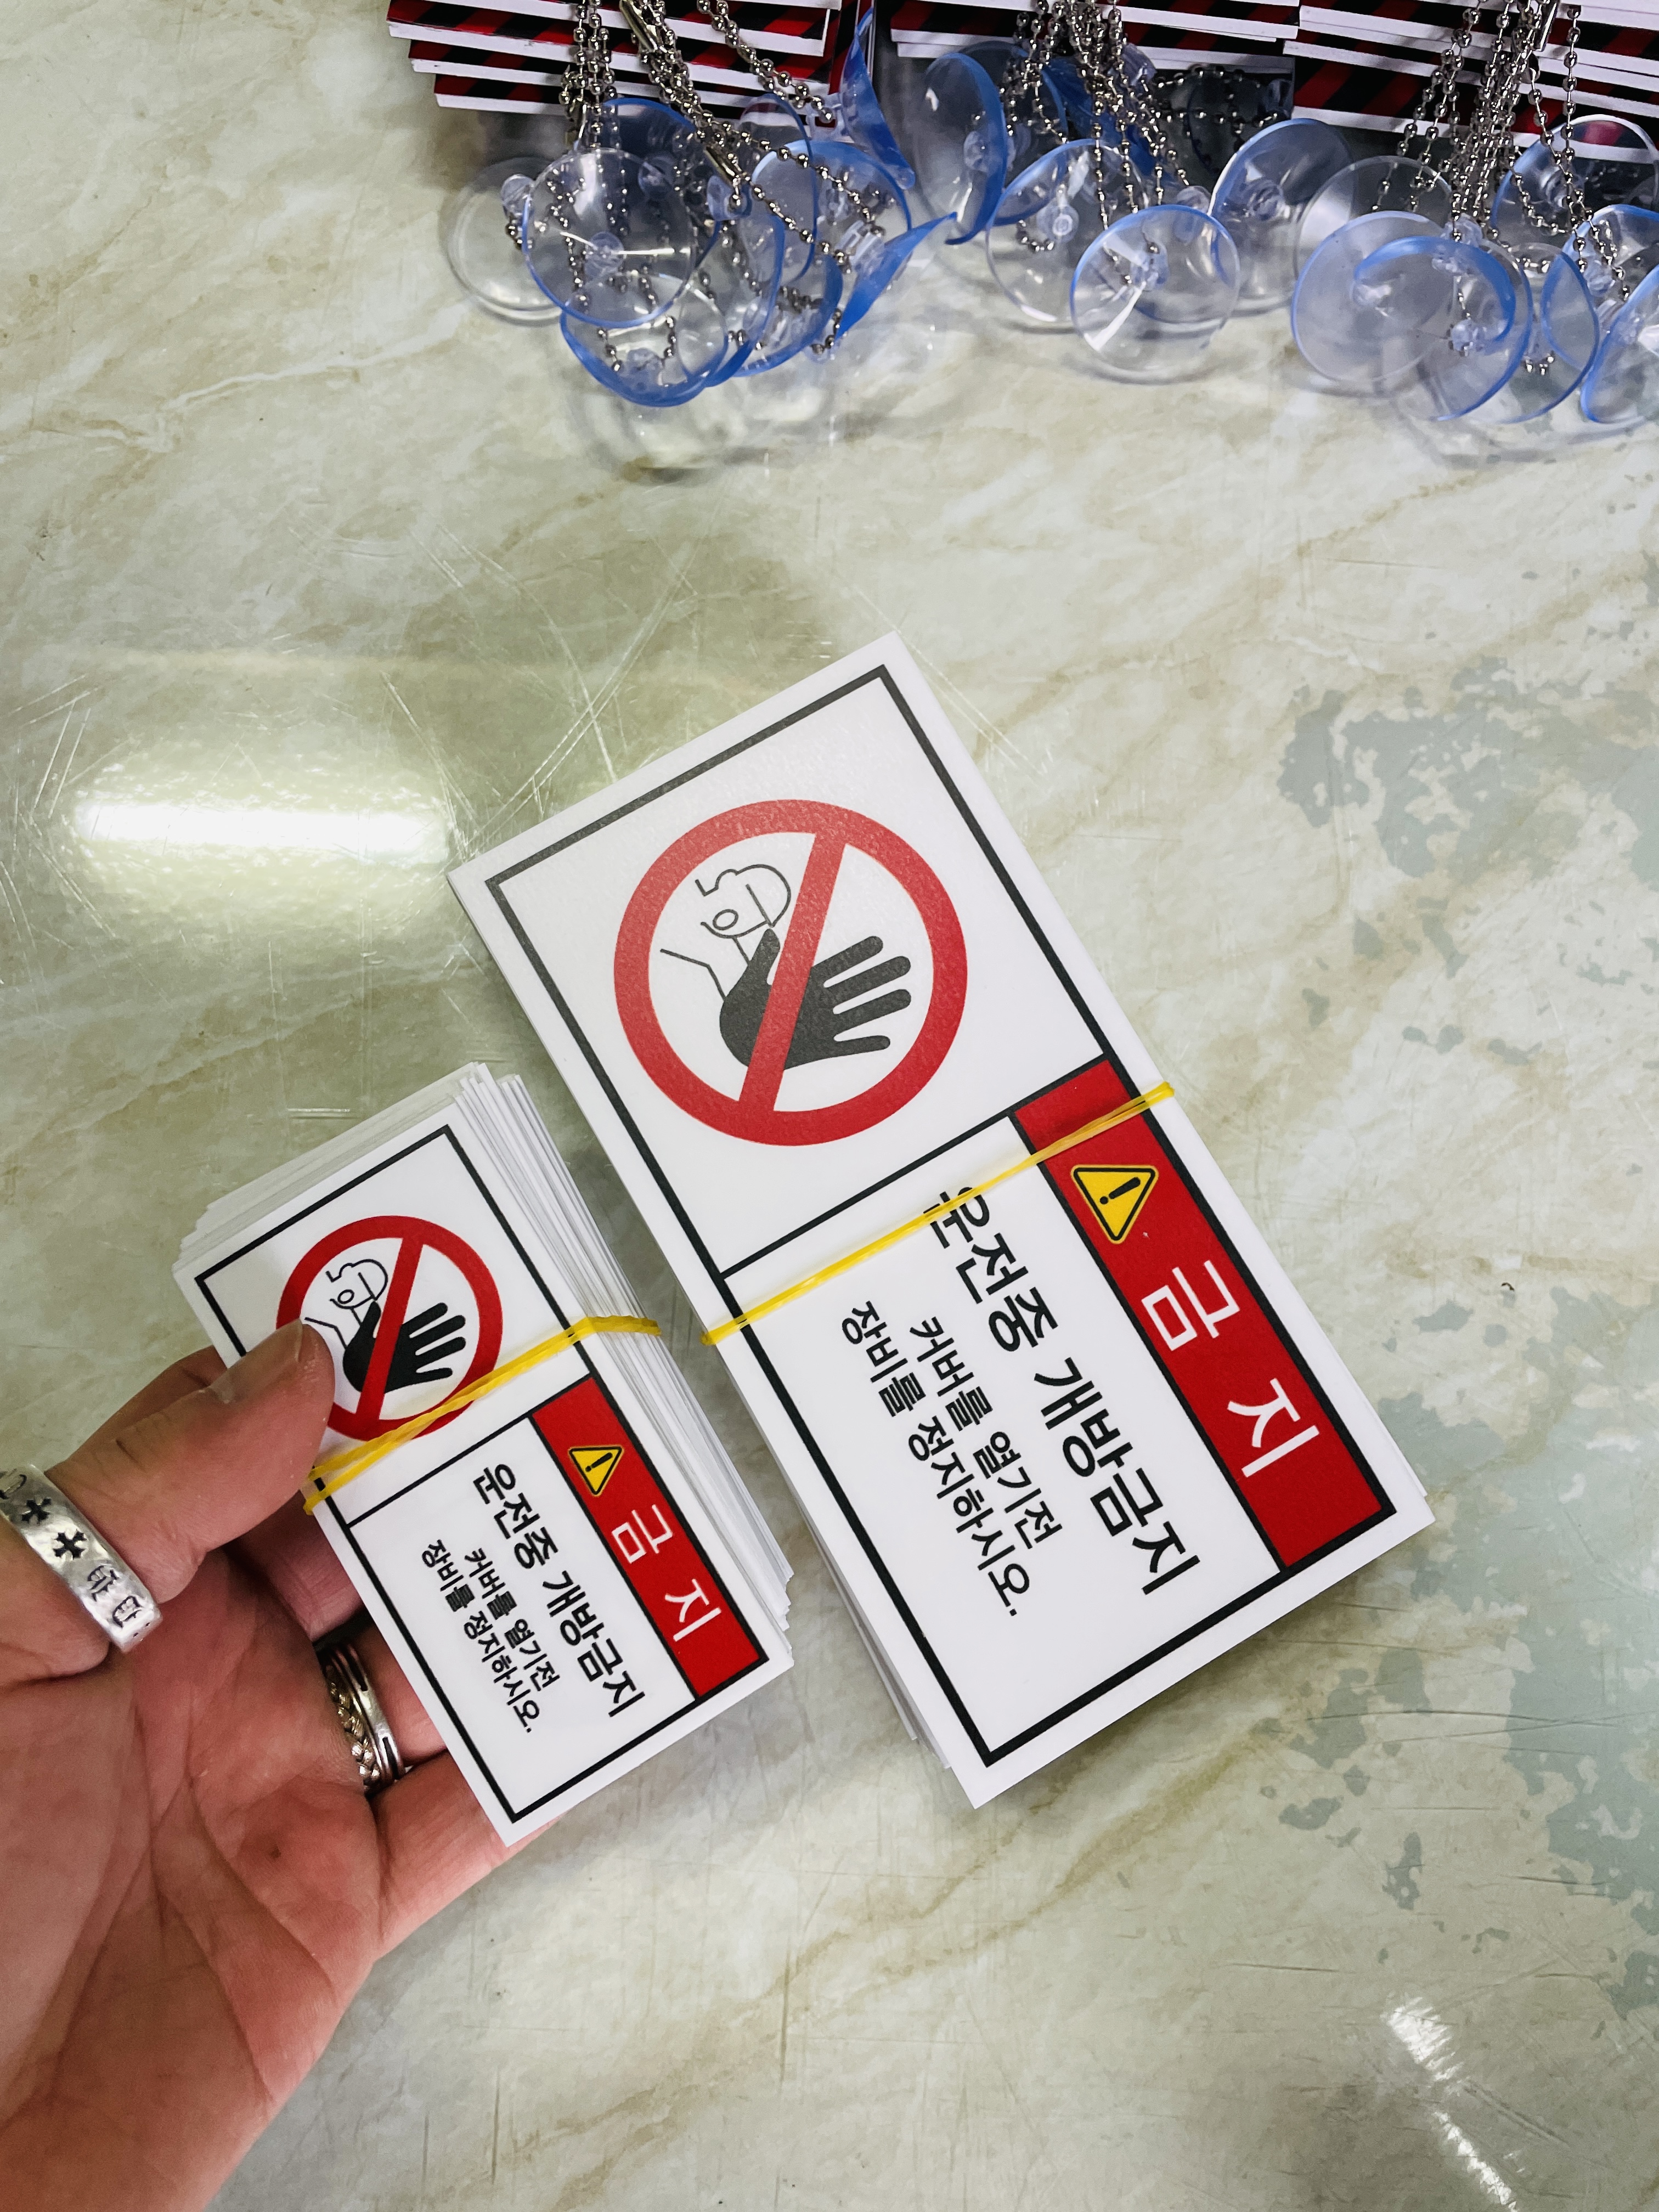 금지
운전중 개방금지
커버를 열기전
장비를 정지하시오.
금지
운전중 개방금지
커버를 열기전
장비를 정지하시오.